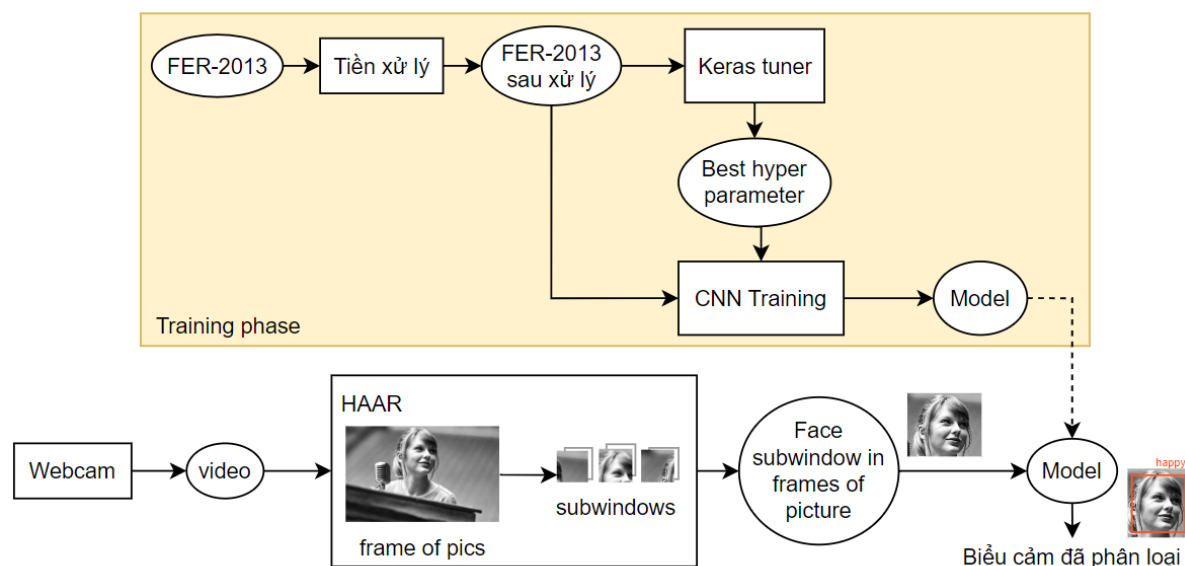 FER-2013
Tiền xử lý
FER-2013
sau xử lý
Keras tuner
Best hyper
parameter
CNN Training
Model
Training phase
HAAR
Webcam
video
frame of pics
subwindows
Face
subwindow in
frames of
picture
Model
happy
Biểu cảm đã phân loại